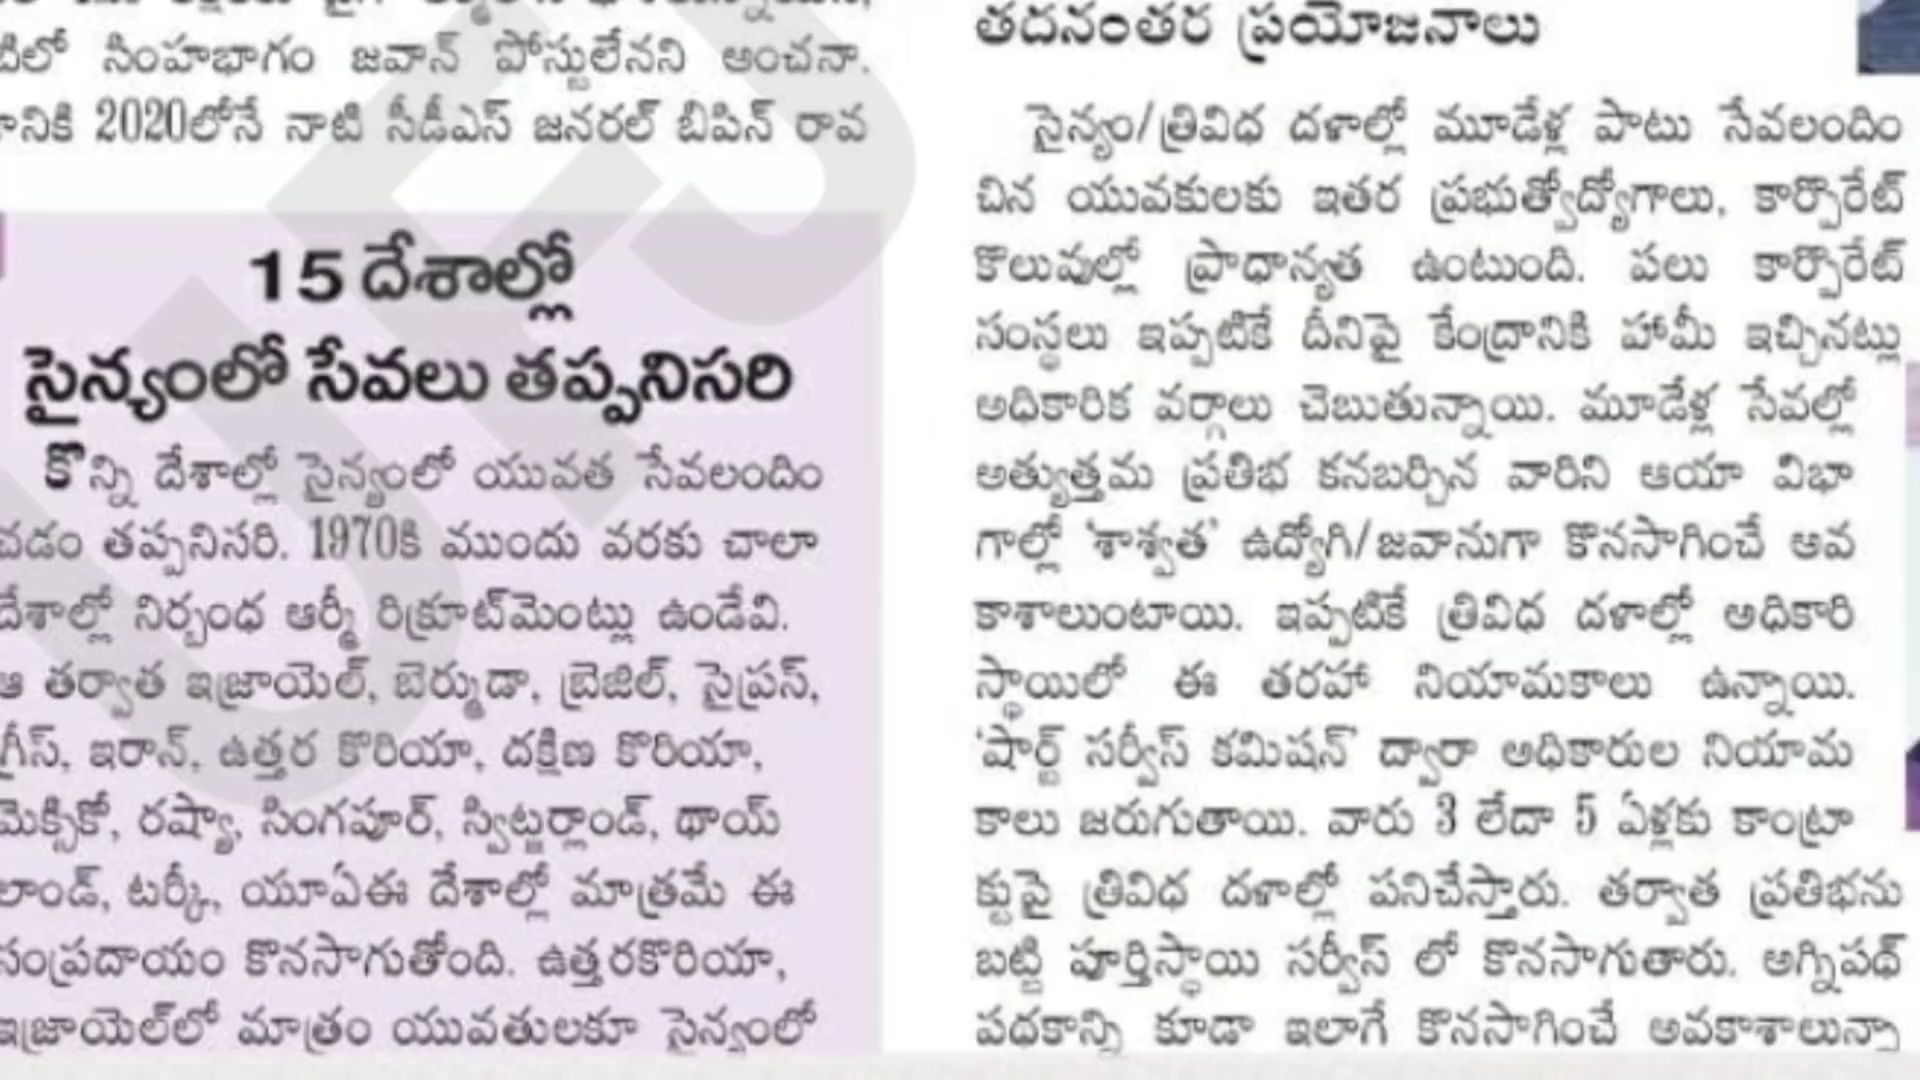 టిలో సింహభాగం జవాన్ పోస్టులేనని అంచనా.
2020లోనే నాటి సీడీఎస్ జనరల్ బీపిన్ రావ
15 దేశాల్లో
సైన్యంలో సేవలు తప్పనిసరి
కొన్ని దేశాల్లో సైన్యంలో యువత సేవలందిం
చడం తప్పనిసరి. 1970కి ముందు వరకు చాలా
దేశాల్లో నిర్బంధ ఆర్మీ రిక్రూట్‌మెంట్లు ఉండేవి.
ఆ తర్వాత ఇజ్రాయెల్, బెర్ముడా, బ్రెజిల్, సైప్రస్,
గ్రీస్, ఇరాన్, ఉత్తర కొరియా, దక్షిణ కొరియా,
మెక్సికో, రష్యా, సింగపూర్, స్విట్జర్లాండ్, థాయ్
లాండ్, టర్కీ, యూఏఈ దేశాల్లో మాత్రమే ఈ
సంప్రదాయం కొనసాగుతోంది. ఉత్తరకొరియా,
ఇజ్రాయెల్‌లో మాత్రం యువతులకూ సైన్యంలో
తదనంతర ప్రయోజనాలు
సైన్యం/త్రివిధ దళాల్లో మూడేళ్ల పాటు సేవలందిం
చిన యువకులకు ఇతర ప్రభుత్వోద్యోగాలు, కార్పొరేట్
కొలువుల్లో ప్రాధాన్యత ఉంటుంది. పలు కార్పొరేట్
సంస్థలు ఇప్పటికే దీనిపై కేంద్రానికి హామీ ఇచ్చినట్లు
అధికారిక వర్గాలు చెబుతున్నాయి. మూడేళ్ల సేవల్లో
అత్యుత్తమ ప్రతిభ కనబర్చిన వారిని ఆయా విభా
గాల్లో 'శాశ్వత' ఉద్యోగి/జవానుగా కొనసాగించే అవ
కాశాలుంటాయి. ఇప్పటికే త్రివిధ దళాల్లో అధికారి
స్థాయిలో ఈ తరహా నియామకాలు ఉన్నాయి.
'షార్ట్ సర్వీస్ కమిషన్' ద్వారా అధికారుల నియామ
కాలు జరుగుతాయి. వారు 3 లేదా 5 ఏళ్లకు కాంట్రా
క్టుపై త్రివిధ దళాల్లో పనిచేస్తారు. తర్వాత ప్రతిభను
బట్టి పూర్తిస్థాయి సర్వీస్ లో కొనసాగుతారు. అగ్నిపథ్
పథకాన్ని కూడా ఇలాగే కొనసాగించే అవకాశాలున్నా